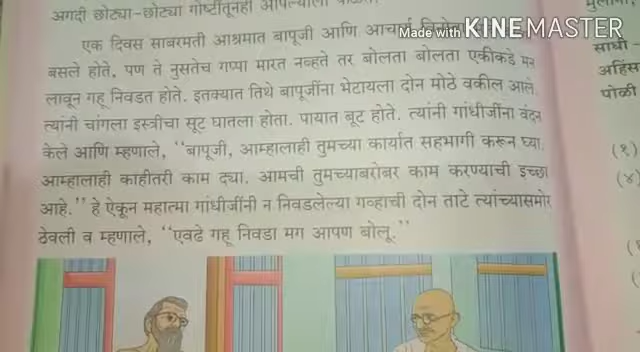 अगदी छोट्या-छोट्या गोष्टींतूनही आपल्याला
Made with KINEMASTER
एक दिवस साबरमती आश्रमात बापूजी आणि आचार्य
बसले होते, पण ते नुसतेच गप्पा मारत नव्हते तर बोलता बोलता एकीकडे मन
लावून गहू निवडत होते. इतक्यात तिथे बापूजींना भेटायला दोन मोठे वकील आले.
त्यांनी चांगला इस्त्रीचा सूट घातला होता. पायात बूट होते. त्यांनी गांधीजींना वंदन
केले आणि म्हणाले, “बापूजी, आम्हालाही तुमच्या कार्यात सहभागी करून घ्या.
आम्हालाही काहीतरी काम द्या. आमची तुमच्याबरोबर काम करण्याची इच्छा
आहे.” हे ऐकून महात्मा गांधीजींनी न निवडलेल्या गव्हाची दोन ताटे त्यांच्यासमोर
ठेवली व म्हणाले, “एवढे गहू निवडा मग आपण बोलू.”
साधी -
अहिंस
पोळी
(१)
(४)